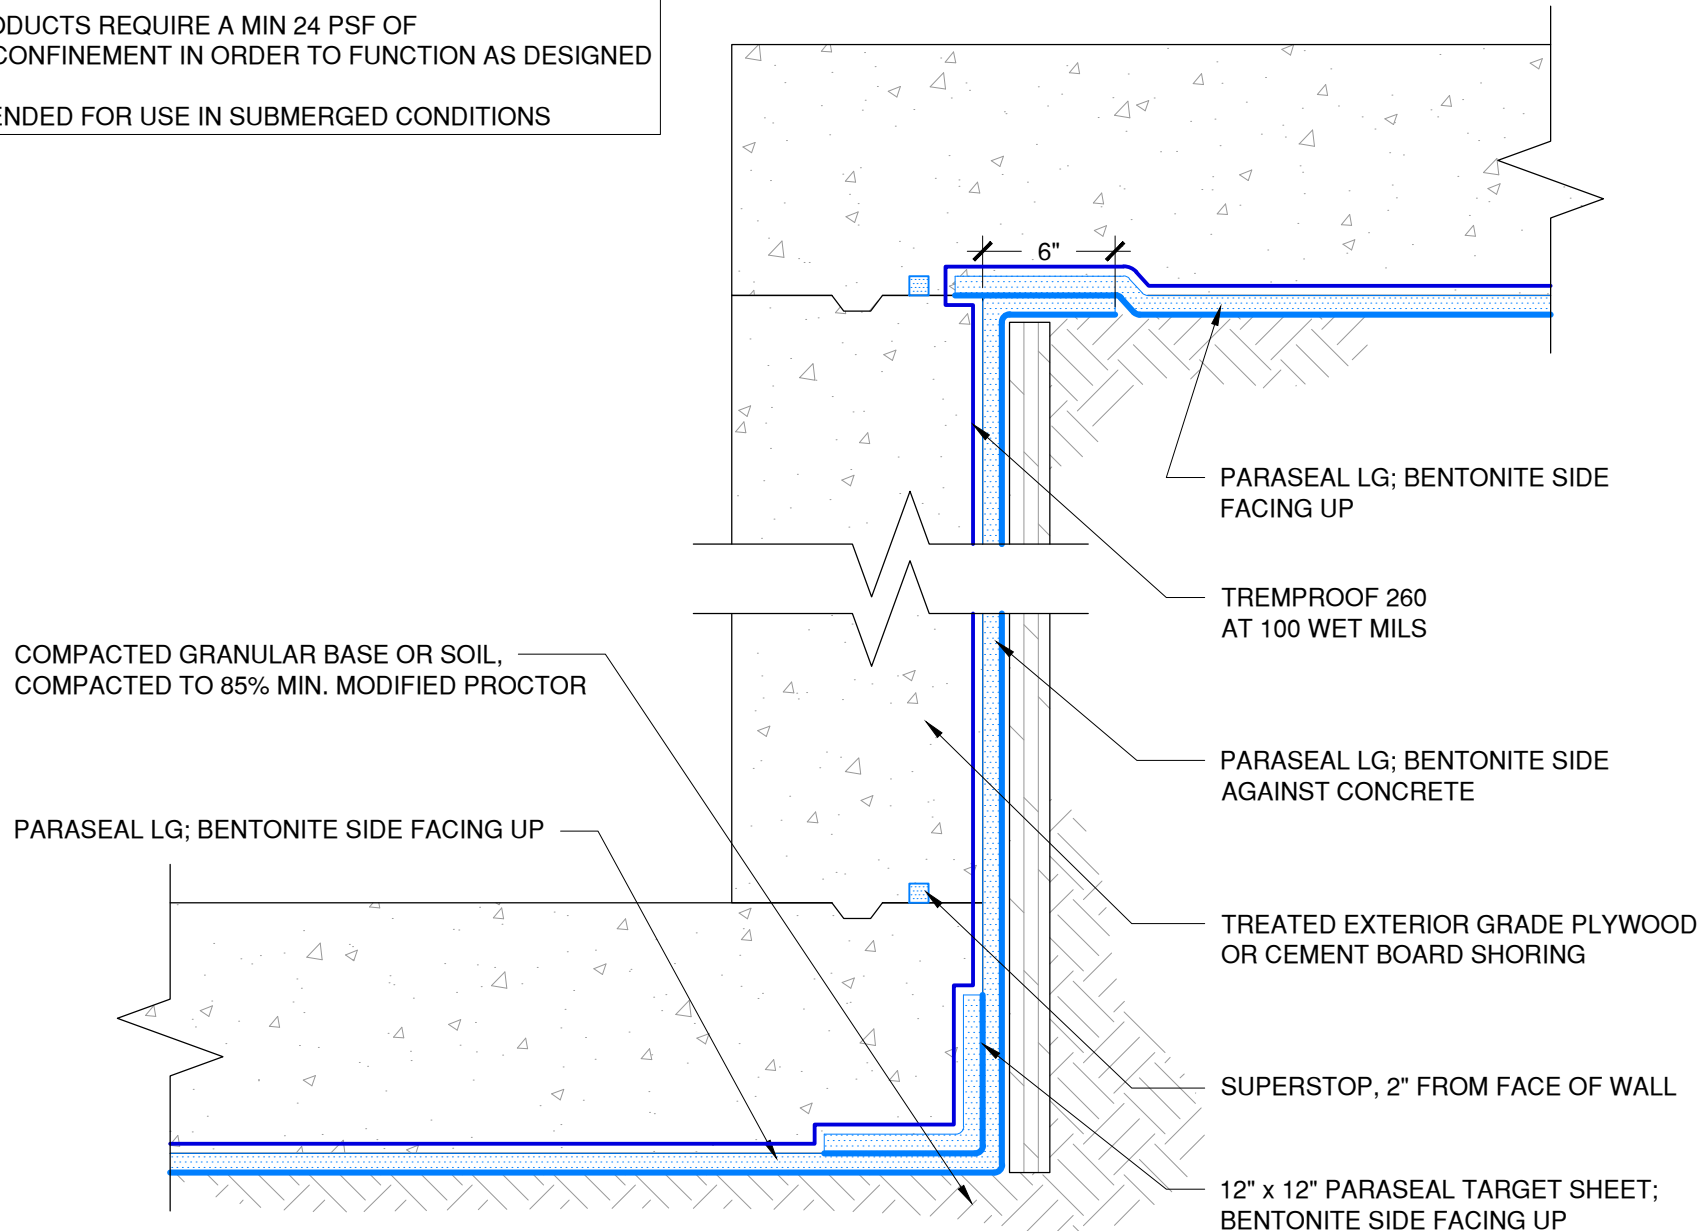 ODUCTS REQUIRE A MIN 24 PSF OF
CONFINEMENT IN ORDER TO FUNCTION AS DESIGNED
ENDED FOR USE IN SUBMERGED CONDITIONS
6"
PARASEAL LG; BENTONITE SIDE
FACING UP
TREMPROOF 260
AT 100 WET MILS
COMPACTED GRANULAR BASE OR SOIL,
COMPACTED TO 85% MIN. MODIFIED PROCTOR
PARASEAL LG; BENTONITE SIDE
AGAINST CONCRETE
PARASEAL LG; BENTONITE SIDE FACING UP
TREATED EXTERIOR GRADE PLYWOOD
OR CEMENT BOARD SHORING
SUPERSTOP, 2" FROM FACE OF WALL
12" x 12" PARASEAL TARGET SHEET;
BENTONITE SIDE FACING UP